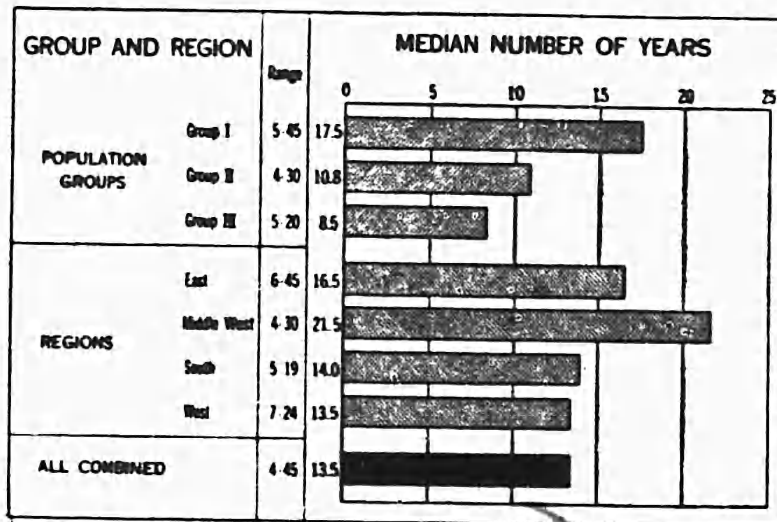 GROUP AND REGION Range MEDIAN NUMBER OF YEARS
0 5 10 15 20 25
POPULATION GROUPS
Group I 5-45 17.5
Group II 4-30 10.8
Group III 5-20 8.5
REGIONS
East 6-45 16.5
Middle West 4-30 21.5
South 5-19 14.0
West 7-24 13.5
ALL COMBINED 4-45 13.5